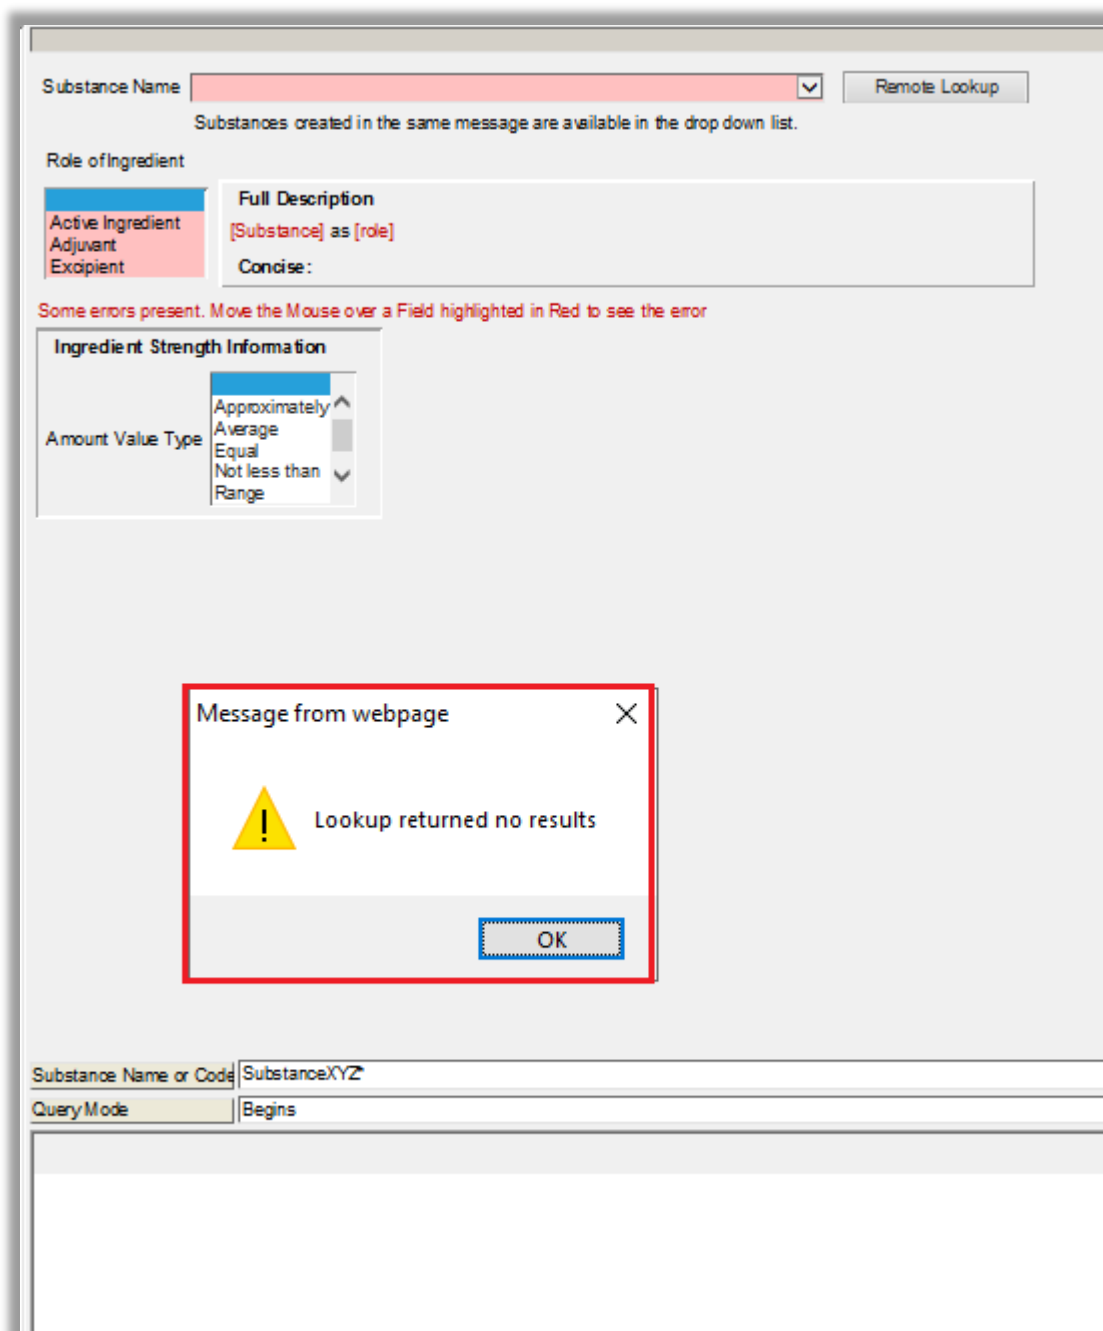 Substance Name
Remote Lookup
Substances created in the same message are available in the drop down list.
Role of Ingredient
Active Ingredient
Adjuvant
Excipient
Full Description
[Substance] as [role]
Concise:
Some errors present. Move the Mouse over a Field highlighted in Red to see the error
Ingredient Strength Information
Amount Value Type
Approximately
Average
Equal
Not less than
Range
Message from webpage
Lookup returned no results
OK
Substance Name or Code SubstanceXYZ*
Query Mode Begins